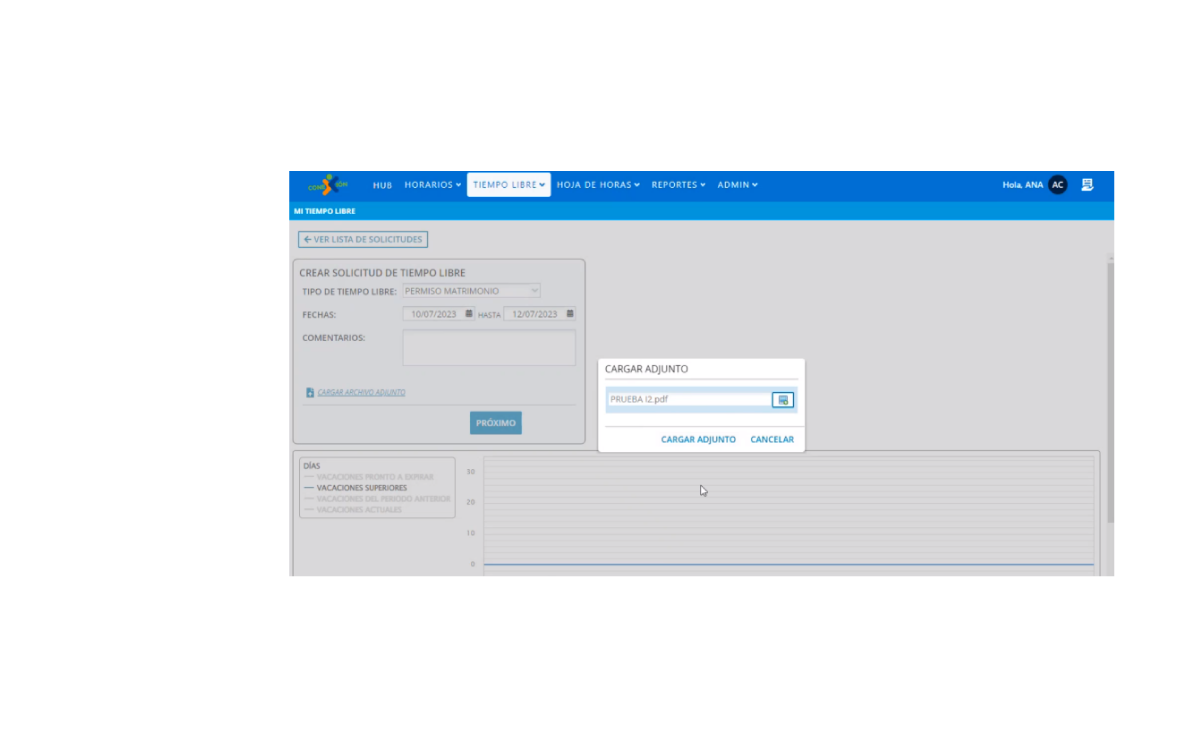 HUB HORARIOS TIEMPO LIBRE HOJA DE HORAS REPORTES ADMIN Hola, ANA AC
MI TIEMPO LIBRE
VER LISTA DE SOLICITUDES
CREAR SOLICITUD DE TIEMPO LIBRE
TIPO DE TIEMPO LIBRE: PERMISO MATRIMONIO
FECHAS: 10/07/2023 HASTA 12/07/2023
COMENTARIOS:
CARGAR ARCHIVO ADJUNTO
PRÓXIMO
CARGAR ADJUNTO
PRUEBA I2.pdf
CARGAR ADJUNTO CANCELAR
DÍAS
VACACIONES PRONTO A EXPIRAR
VACACIONES SUPERIORES
VACACIONES DEL PERIODO ANTERIOR
VACACIONES ACTUALES
30
20
10
0